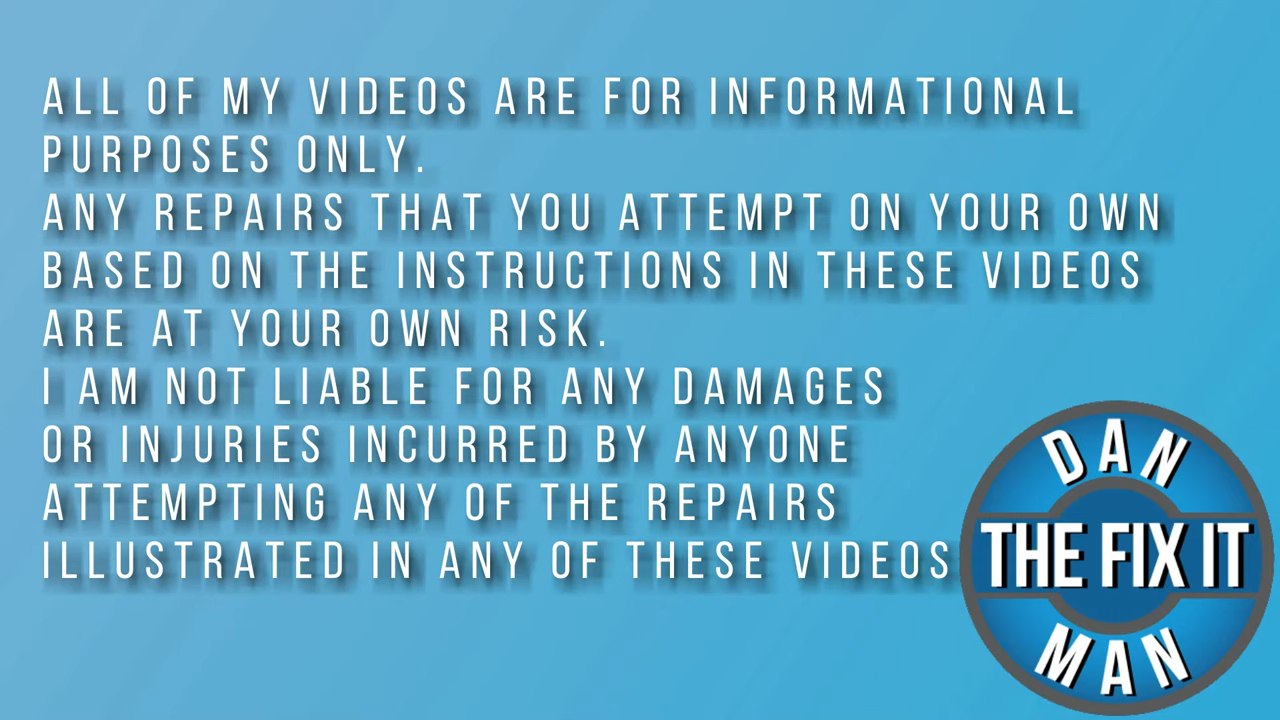 ALL OF MY VIDEOS ARE FOR INFORMATIONAL
PURPOSES ONLY.
ANY REPAIRS THAT YOU ATTEMPT ON YOUR OWN
BASED ON THE INSTRUCTIONS IN THESE VIDEOS
ARE AT YOUR OWN RISK.
I AM NOT LIABLE FOR ANY DAMAGES
OR INJURIES INCURRED BY ANYONE
ATTEMPTING ANY OF THE REPAIRS
ILLUSTRATED IN ANY OF THESE VIDEOS
DAN
THE FIX IT
MAN